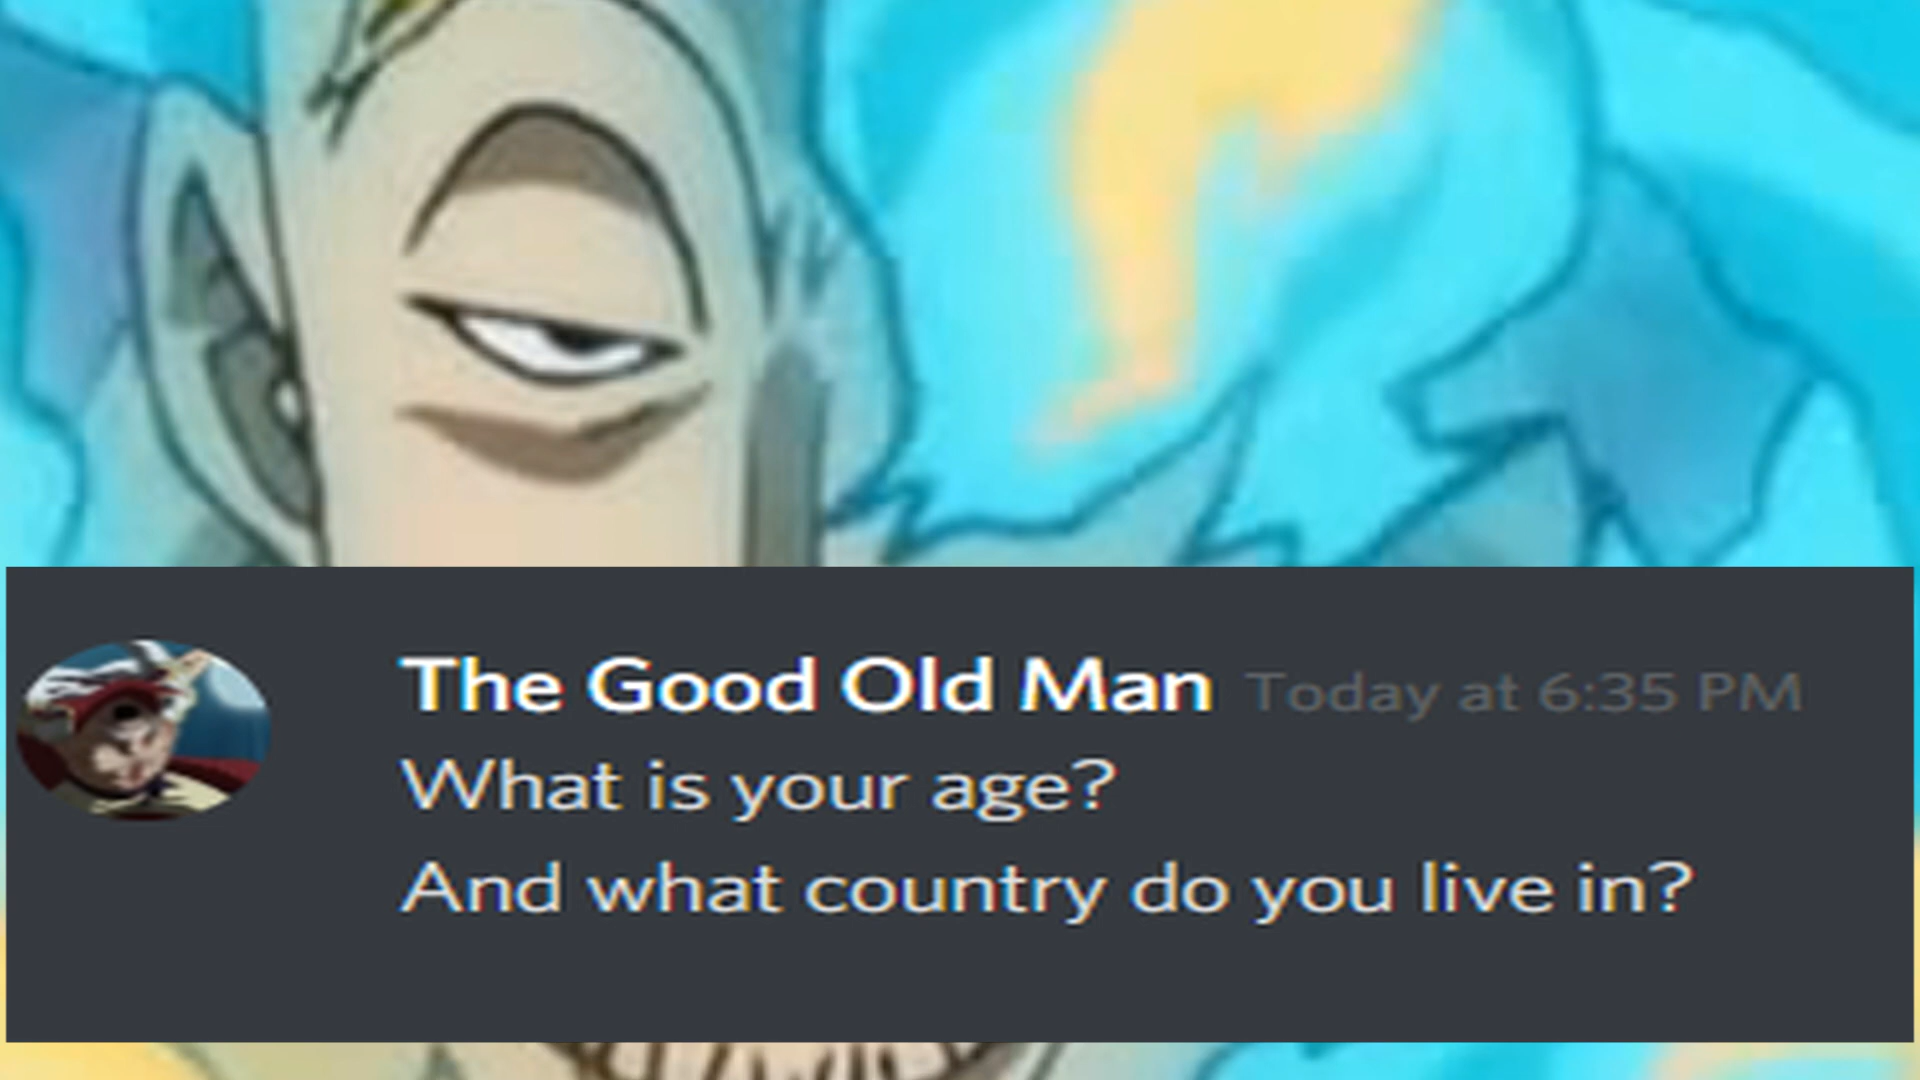 The Good Old Man Today at 6:35 PM
What is your age?
And what country do you live in?